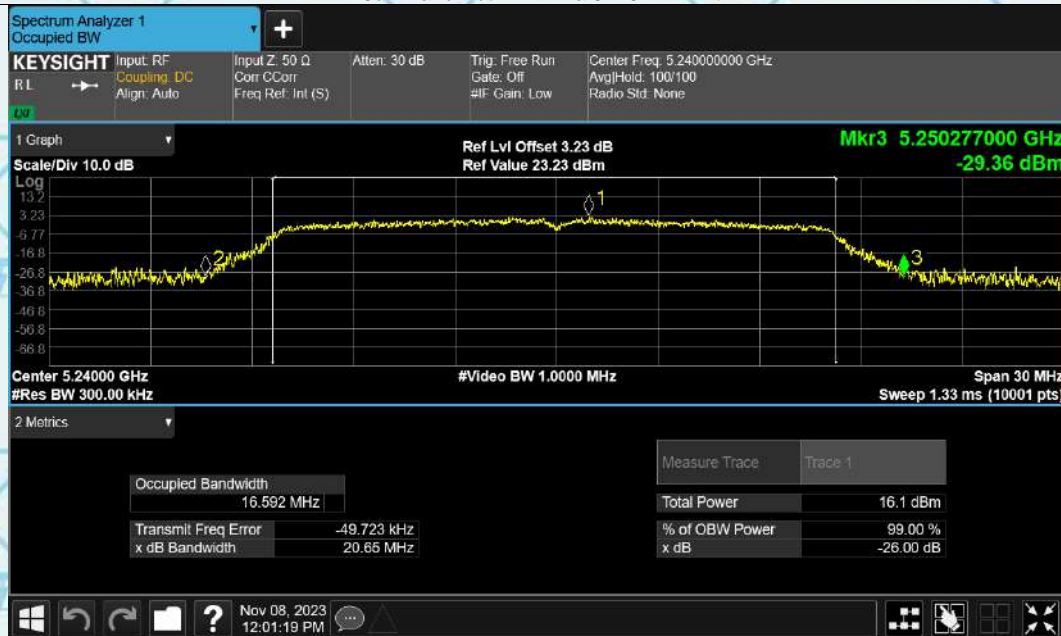 Spectrum Analyzer 1
Occupied BW
+
KEYSIGHT
R L
LXI
Input: RF
Coupling: DC
Align: Auto
Input Z: 50 Ω
Corr CCorr
Freq Ref: Int (S)
Atten: 30 dB
Trig: Free Run
Gate: Off
#IF Gain: Low
Center Freq: 5.240000000 GHz
Avg|Hold: 100/100
Radio Std: None
1 Graph
Scale/Div 10.0 dB
Ref Lvl Offset 3.23 dB
Ref Value 23.23 dBm
Mkr3 5.250277000 GHz
-29.36 dBm
Log
13.2
3.23
-6.77
-16.8
-26.8
-36.8
-46.8
-56.8
-66.8
1
2
3
Center 5.24000 GHz
#Video BW 1.0000 MHz
Span 30 MHz
#Res BW 300.00 kHz
Sweep 1.33 ms (10001 pts)
2 Metrics
Measure Trace Trace 1
Occupied Bandwidth
16.592 MHz
Total Power 16.1 dBm
Transmit Freq Error -49.723 kHz
% of OBW Power 99.00 %
x dB Bandwidth 20.65 MHz
x dB -26.00 dB
?
Nov 08, 2023
12:01:19 PM